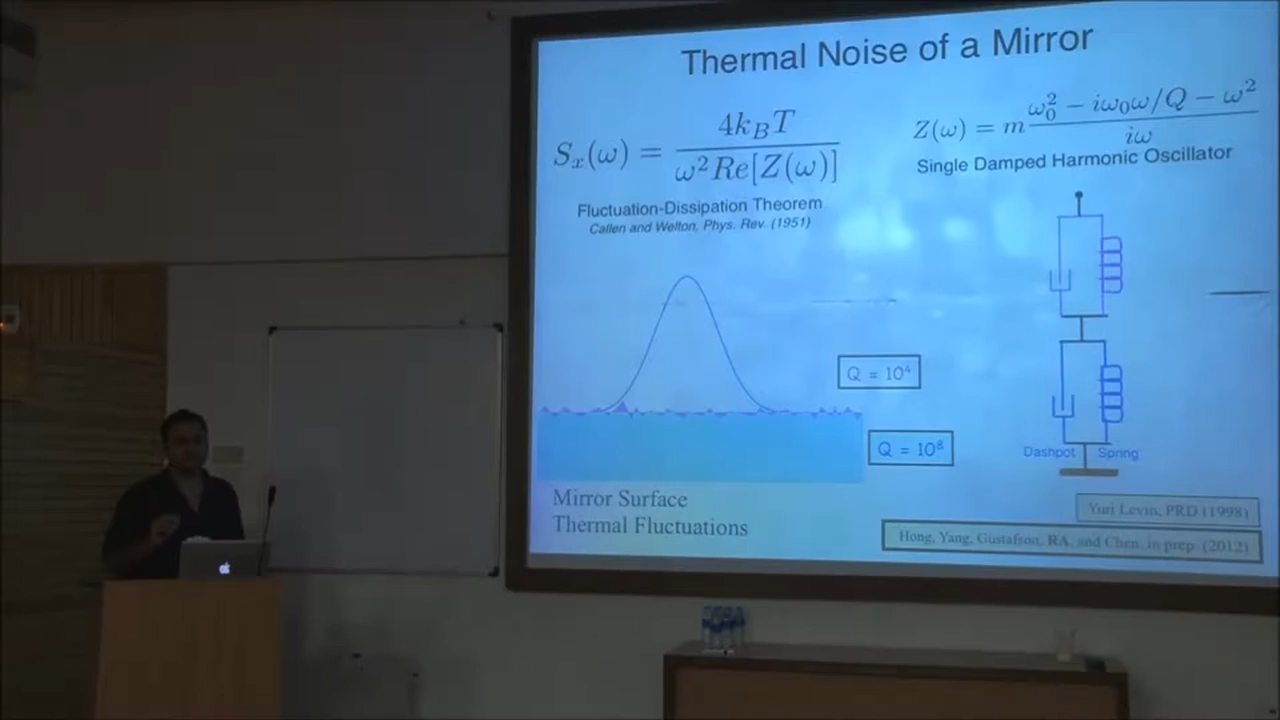 Thermal Noise of a Mirror
S_x(ω) = 4k_BT / ω² Re[Z(ω)]
Fluctuation-Dissipation Theorem
Callen and Welton, Phys. Rev. (1951)
Z(ω) = m (ω₀² − iω₀ω/Q − ω²) / iω
Single Damped Harmonic Oscillator
Q = 10⁴
Q = 10⁸
Dashpot Spring
Mirror Surface
Thermal Fluctuations
Yuri Levin, PRD (1998)
Hong, Yang, Gustafson, RA, and Chen, in prep (2012)